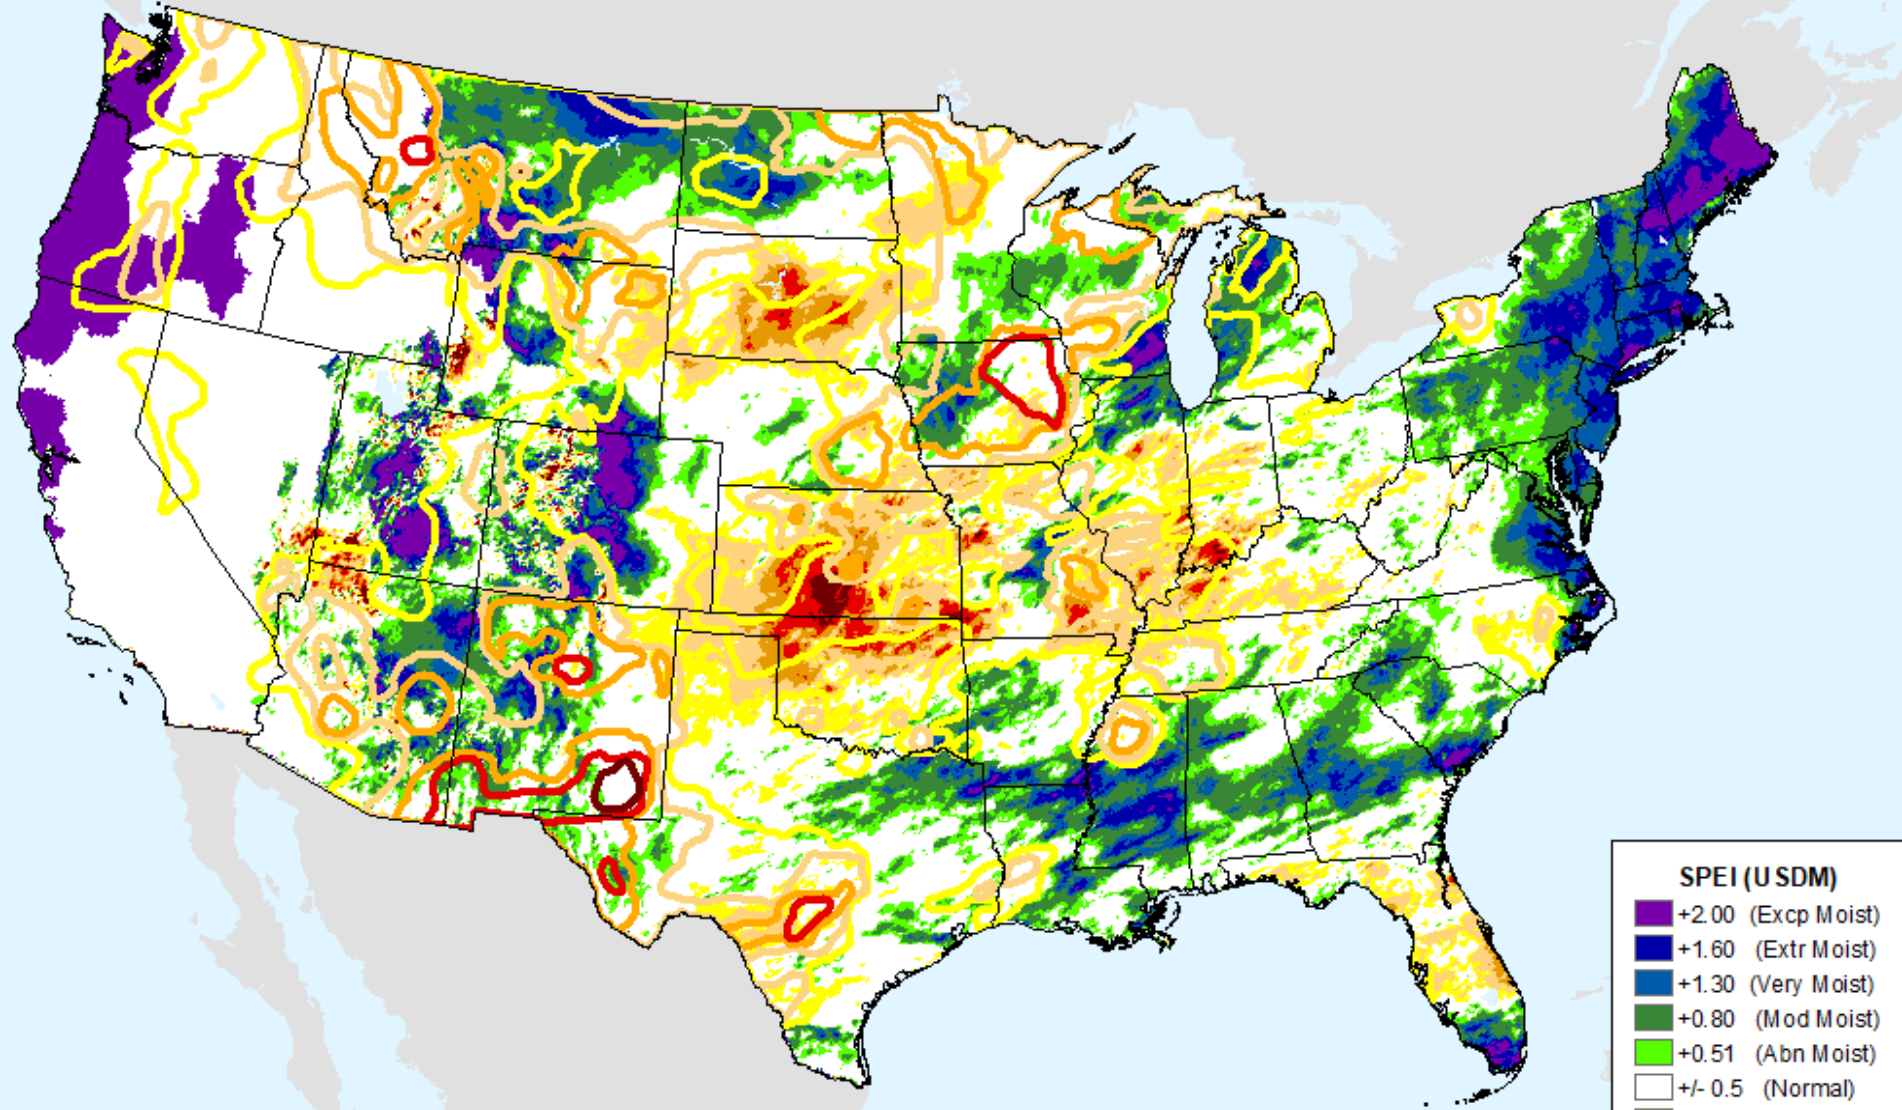 SPEI (USDM)
+2.00 (Excp Moist)
+1.60 (Extr Moist)
+1.30 (Very Moist)
+0.80 (Mod Moist)
+0.51 (Abn Moist)
+/- 0.5 (Normal)